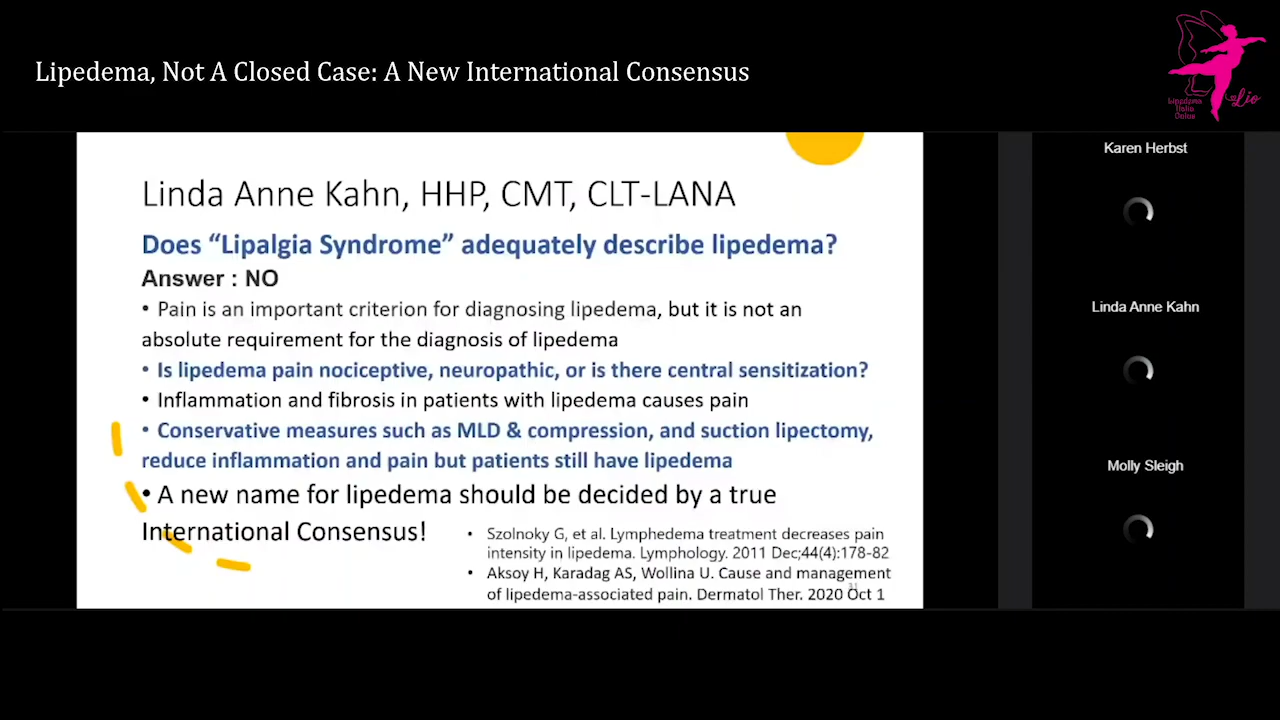 Lipedema, Not A Closed Case: A New International Consensus
Lipedema
Italia
Onlus
Lio
Linda Anne Kahn, HHP, CMT, CLT-LANA
Does “Lipalgia Syndrome” adequately describe lipedema?
Answer : NO
• Pain is an important criterion for diagnosing lipedema, but it is not an
absolute requirement for the diagnosis of lipedema
• Is lipedema pain nociceptive, neuropathic, or is there central sensitization?
• Inflammation and fibrosis in patients with lipedema causes pain
• Conservative measures such as MLD & compression, and suction lipectomy,
reduce inflammation and pain but patients still have lipedema
• A new name for lipedema should be decided by a true
International Consensus!
• Szolnoky G, et al. Lymphedema treatment decreases pain
intensity in lipedema. Lymphology. 2011 Dec;44(4):178-82
• Aksoy H, Karadag AS, Wollina U. Cause and management
of lipedema-associated pain. Dermatol Ther. 2020 Oct 1
31
Karen Herbst
Linda Anne Kahn
Molly Sleigh